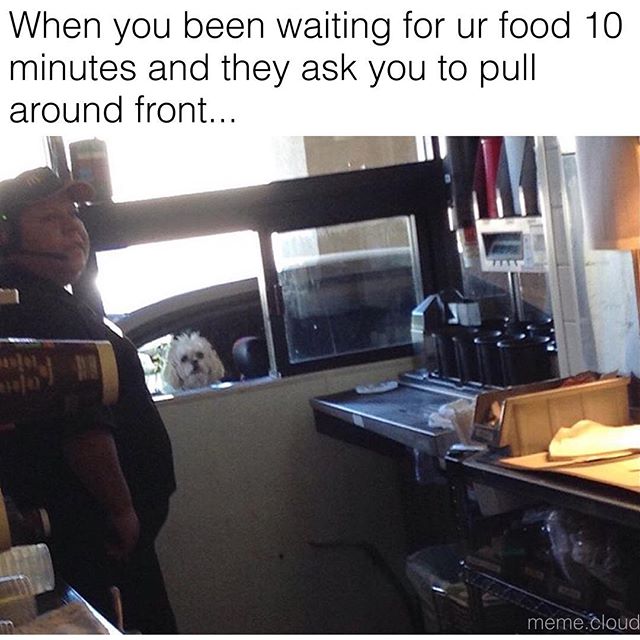 When you been waiting for ur food 10
minutes and they ask you to pull
around front...
meme.cloud